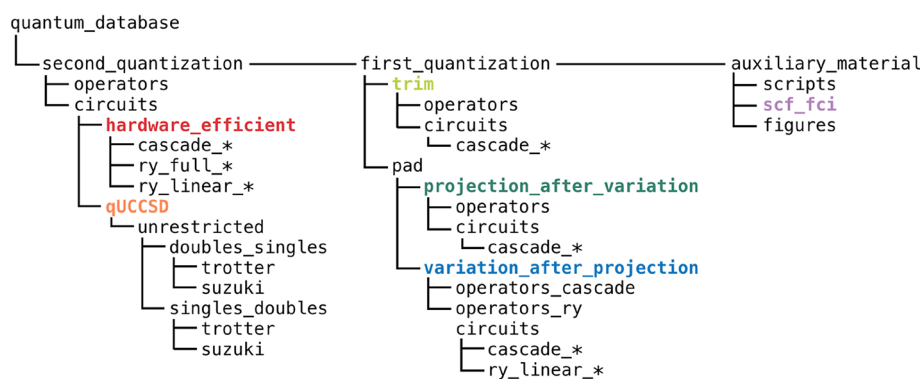 quantum_database
second_quantization first_quantization auxiliary_material
operators trim scripts
circuits operators scf_fci
hardware_efficient circuits figures
cascade_* cascade_*
ry_full_* pad
ry_linear_* projection_after_variation
qUCCSD operators
unrestricted circuits
doubles_singles cascade_*
trotter variation_after_projection
suzuki operators_cascade
singles_doubles operators_ry
trotter circuits
suzuki cascade_*
ry_linear_*